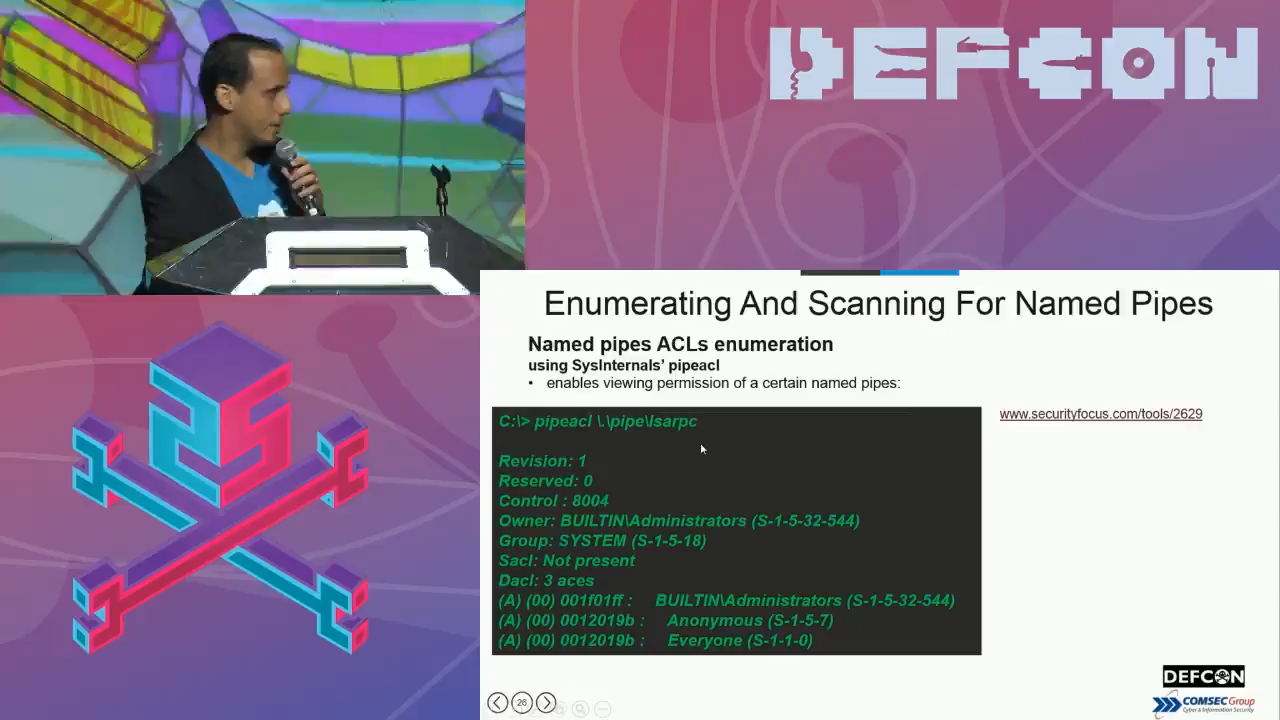 DEFCON
Enumerating And Scanning For Named Pipes
Named pipes ACLs enumeration
using SysInternals’ pipeacl
• enables viewing permission of a certain named pipes:
C:\> pipeacl \.\pipe\lsarpc
Revision: 1
Reserved: 0
Control : 8004
Owner: BUILTIN\Administrators (S-1-5-32-544)
Group: SYSTEM (S-1-5-18)
Sacl: Not present
Dacl: 3 aces
(A) (00) 001f01ff : BUILTIN\Administrators (S-1-5-32-544)
(A) (00) 0012019b : Anonymous (S-1-5-7)
(A) (00) 0012019b : Everyone (S-1-1-0)
www.securityfocus.com/tools/2629
DEFCON
COMSEC Group
Cyber & Information Security
26